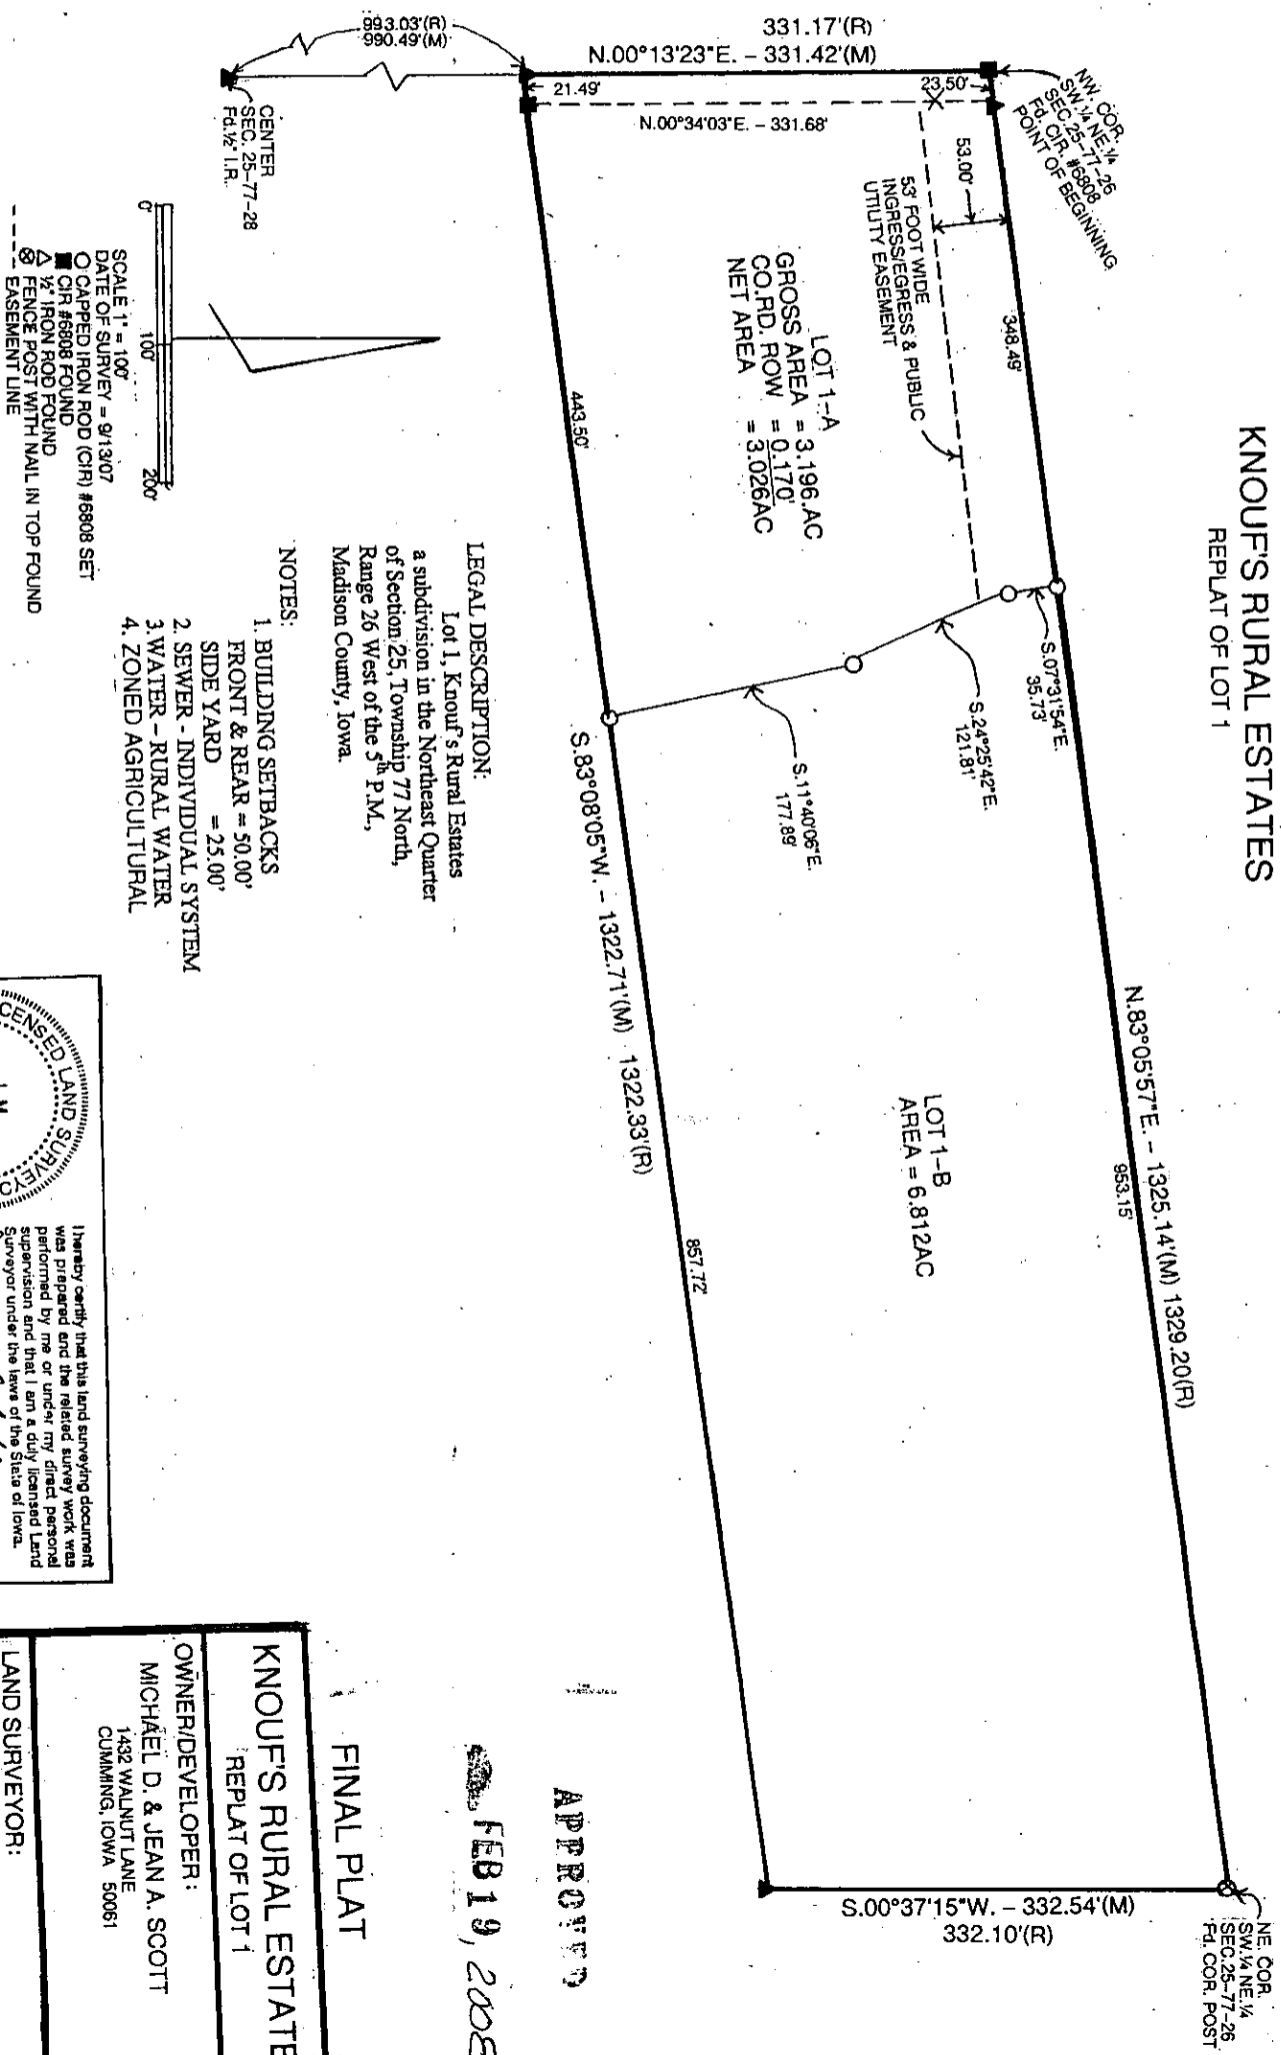 KNOUF'S RURAL ESTATES
REPLAT OF LOT 1
NW. COR.
SW.¼ NE.¼
SEC. 25-77-26
Fd. CIR. #6808
POINT OF BEGINNING
NE. COR.
SW.¼ NE.¼
SEC.25-77-26
Fd. COR. POST
331.17'(R)
N.00°13'23"E. - 331.42'(M)
23.50'
21.49'
N.00°34'03"E. - 331.68'
993.03'(R)
990.49'(M)
CENTER
SEC. 25-77-28
Fd.½" I.R.
53.00'
348.49'
53' FOOT WIDE
INGRESS/EGRESS & PUBLIC
UTILITY EASEMENT
LOT 1-A
GROSS AREA = 3.196.AC
CO.RD. ROW = 0.170'
NET AREA = 3.026AC
S.07°31'54"E.
35.73'
S.24°25'42"E.
121.81'
S.11°40'06"E.
177.89'
N.83°05'57"E. - 1325.14'(M) 1329.20(R)
953.15'
LOT 1-B
AREA = 6.812AC
443.50'
S.83°08'05"W. - 1322.71'(M) 1322.33'(R)
857.72'
S.00°37'15"W. - 332.54'(M)
332.10'(R)
0'
100'
200'
SCALE 1" = 100'
DATE OF SURVEY = 9/13/07
CAPPED IRON ROD (CIR) #6808 SET
CIR #6808 FOUND
½" IRON ROD FOUND
FENCE POST WITH NAIL IN TOP FOUND
EASEMENT LINE
LEGAL DESCRIPTION:
Lot 1, Knouf's Rural Estates
a subdivision in the Northeast Quarter
of Section 25, Township 77 North,
Range 26 West of the 5th P.M.,
Madison County, Iowa.
NOTES:
1. BUILDING SETBACKS
FRONT & REAR = 50.00'
SIDE YARD = 25.00'
2. SEWER - INDIVIDUAL SYSTEM
3. WATER - RURAL WATER
4. ZONED AGRICULTURAL
CENSED LAND SURVEYO
I hereby certify that this land surveying document
was prepared and the related survey work was
performed by me or under my direct personal
supervision and that I am a duly licensed Land
Surveyor under the laws of the State of Iowa.
APPROVED
FEB 19, 2008
FINAL PLAT
KNOUF'S RURAL ESTATE
REPLAT OF LOT 1
OWNER/DEVELOPER:
MICHAEL D. & JEAN A. SCOTT
1432 WALNUT LANE
CUMMING, IOWA 50061
LAND SURVEYOR: